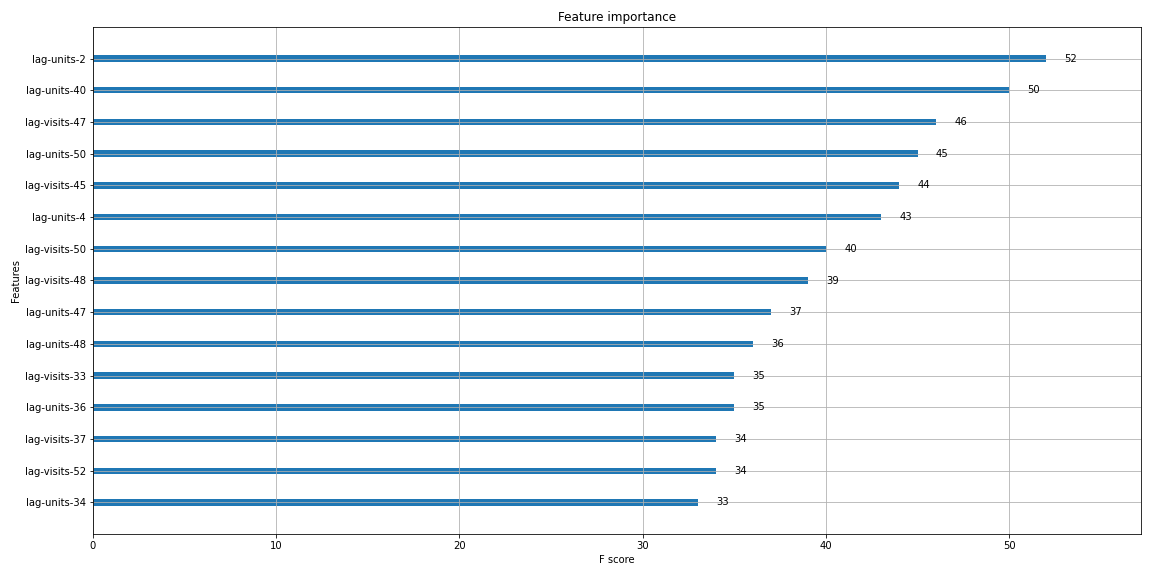 Feature importance
Features
lag-units-2 52
lag-units-40 50
lag-visits-47 46
lag-units-50 45
lag-visits-45 44
lag-units-4 43
lag-visits-50 40
lag-visits-48 39
lag-units-47 37
lag-units-48 36
lag-visits-33 35
lag-units-36 35
lag-visits-37 34
lag-visits-52 34
lag-units-34 33
0 10 20 30 40 50
F score